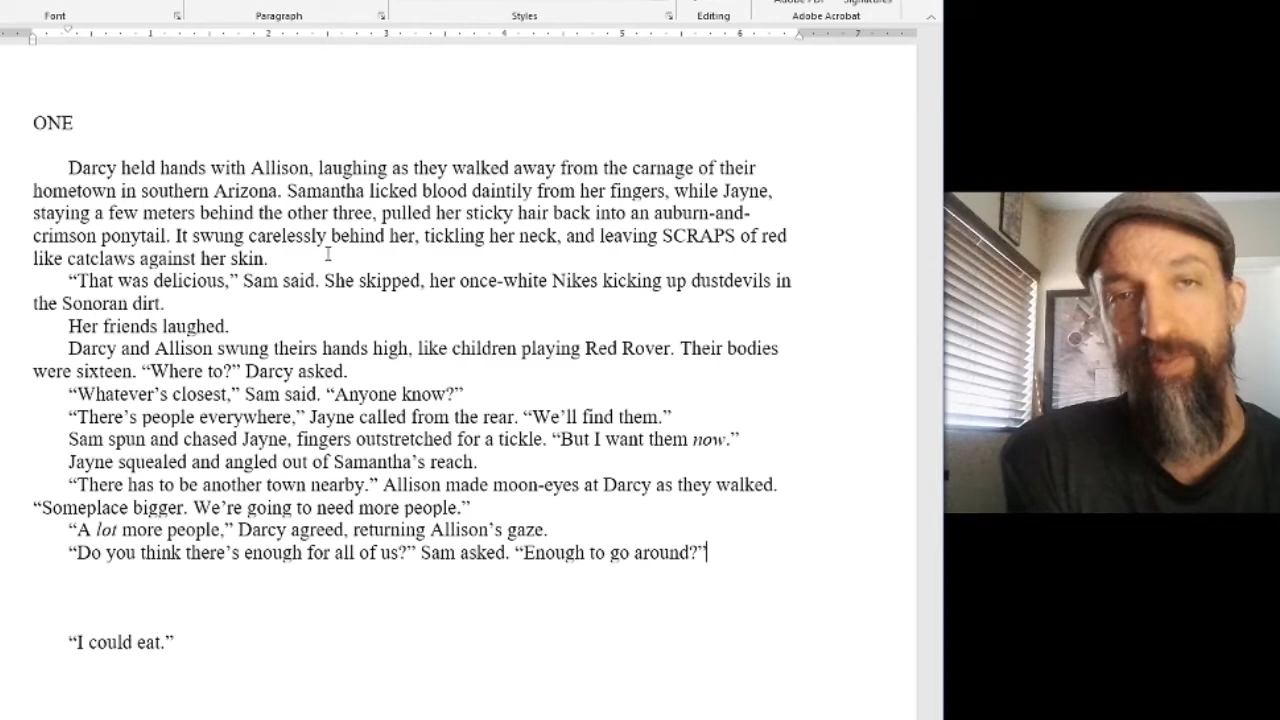 Adobe PDF Signatures
Font Paragraph Styles Editing Adobe Acrobat
1 2 3 4 5 6 7
ONE
Darcy held hands with Allison, laughing as they walked away from the carnage of their
hometown in southern Arizona. Samantha licked blood daintily from her fingers, while Jayne,
staying a few meters behind the other three, pulled her sticky hair back into an auburn-and-
crimson ponytail. It swung carelessly behind her, tickling her neck, and leaving SCRAPS of red
like catclaws against her skin.
“That was delicious,” Sam said. She skipped, her once-white Nikes kicking up dustdevils in
the Sonoran dirt.
Her friends laughed.
Darcy and Allison swung theirs hands high, like children playing Red Rover. Their bodies
were sixteen. “Where to?” Darcy asked.
“Whatever’s closest,” Sam said. “Anyone know?”
“There’s people everywhere,” Jayne called from the rear. “We’ll find them.”
Sam spun and chased Jayne, fingers outstretched for a tickle. “But I want them now.”
Jayne squealed and angled out of Samantha’s reach.
“There has to be another town nearby.” Allison made moon-eyes at Darcy as they walked.
“Someplace bigger. We’re going to need more people.”
“A lot more people,” Darcy agreed, returning Allison’s gaze.
“Do you think there’s enough for all of us?” Sam asked. “Enough to go around?”
“I could eat.”